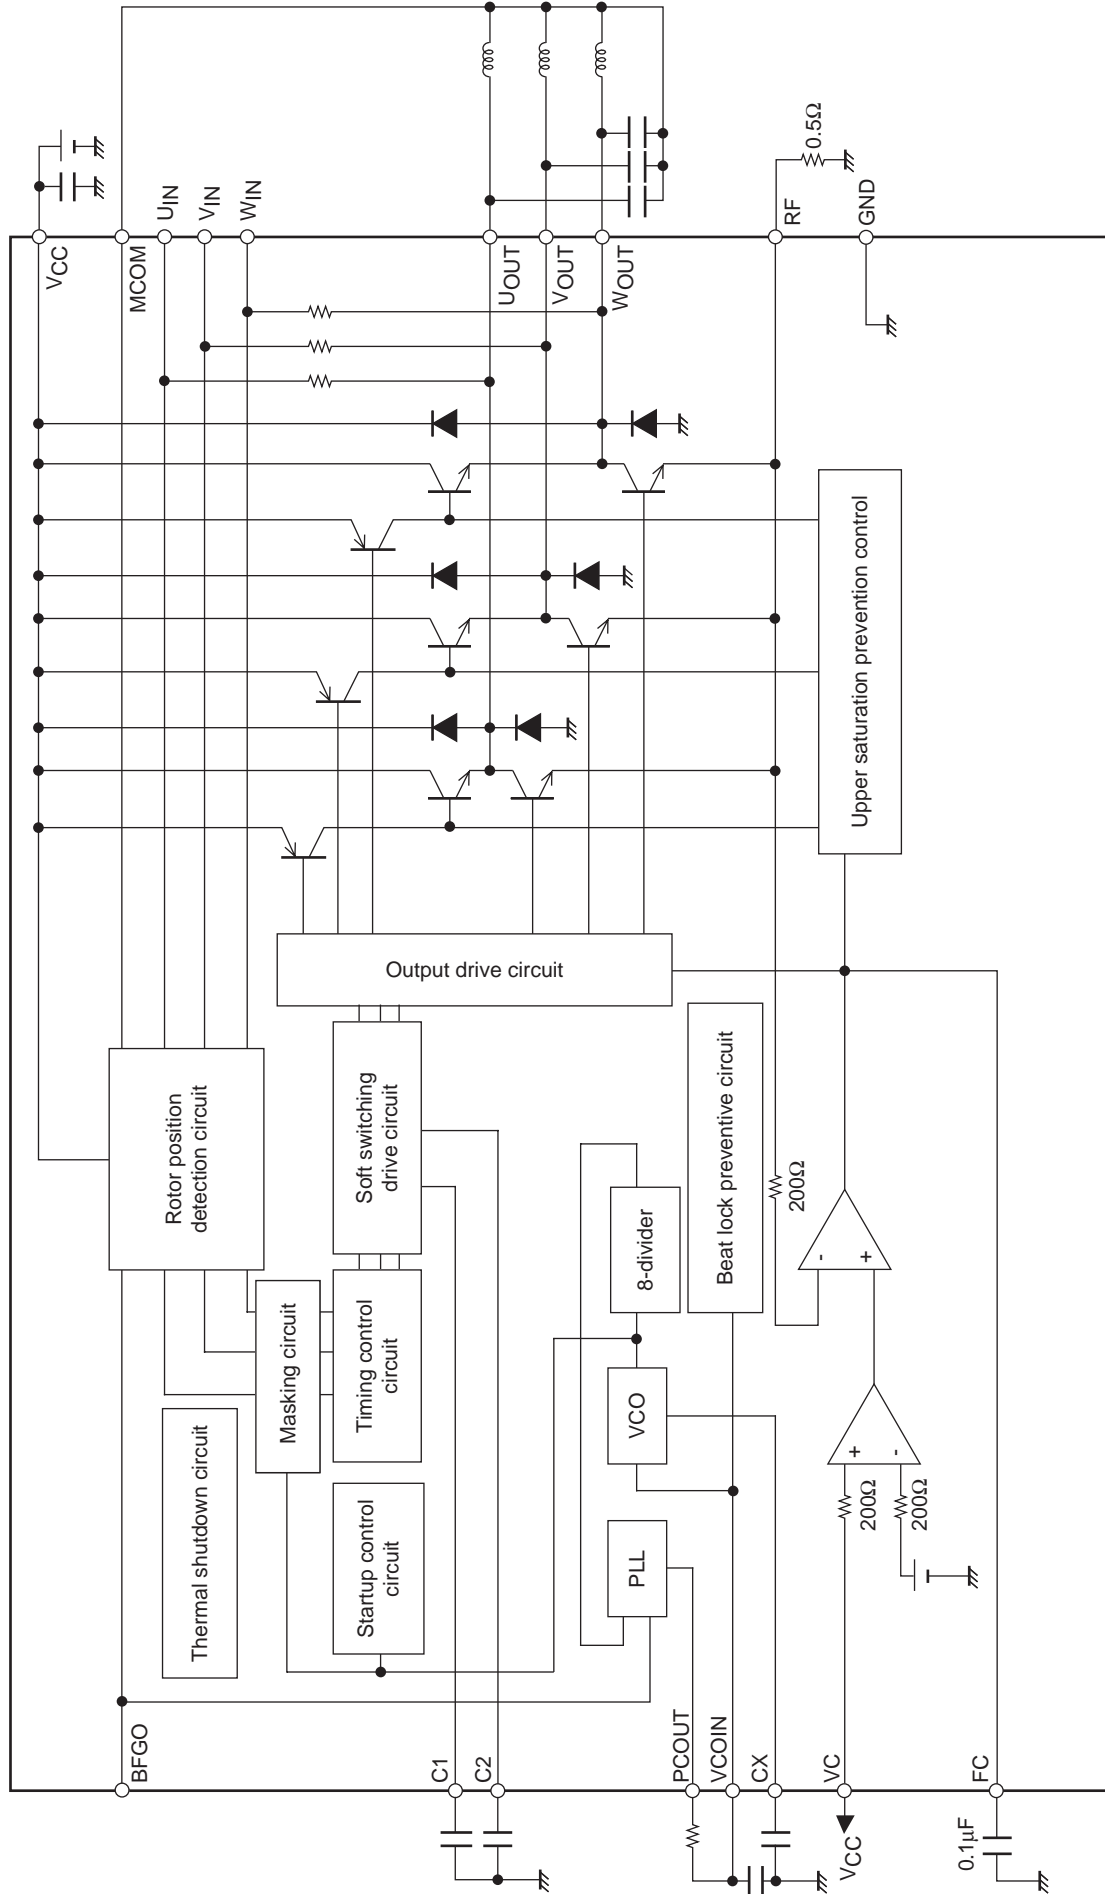 VCC
MCOM
UIN
VIN
WIN
UOUT
VOUT
WOUT
RF
0.5Ω
GND
Rotor position
detection circuit
Output drive circuit
Upper saturation prevention control
Soft switching
drive circuit
Beat lock preventive circuit
8-divider
200Ω
-
+
Masking circuit
Timing control
circuit
VCO
+
-
200Ω
200Ω
Thermal shutdown circuit
Startup control
circuit
PLL
BFGO
C1
C2
PCOUT
VCOIN
CX
VC
FC
VCC
0.1µF